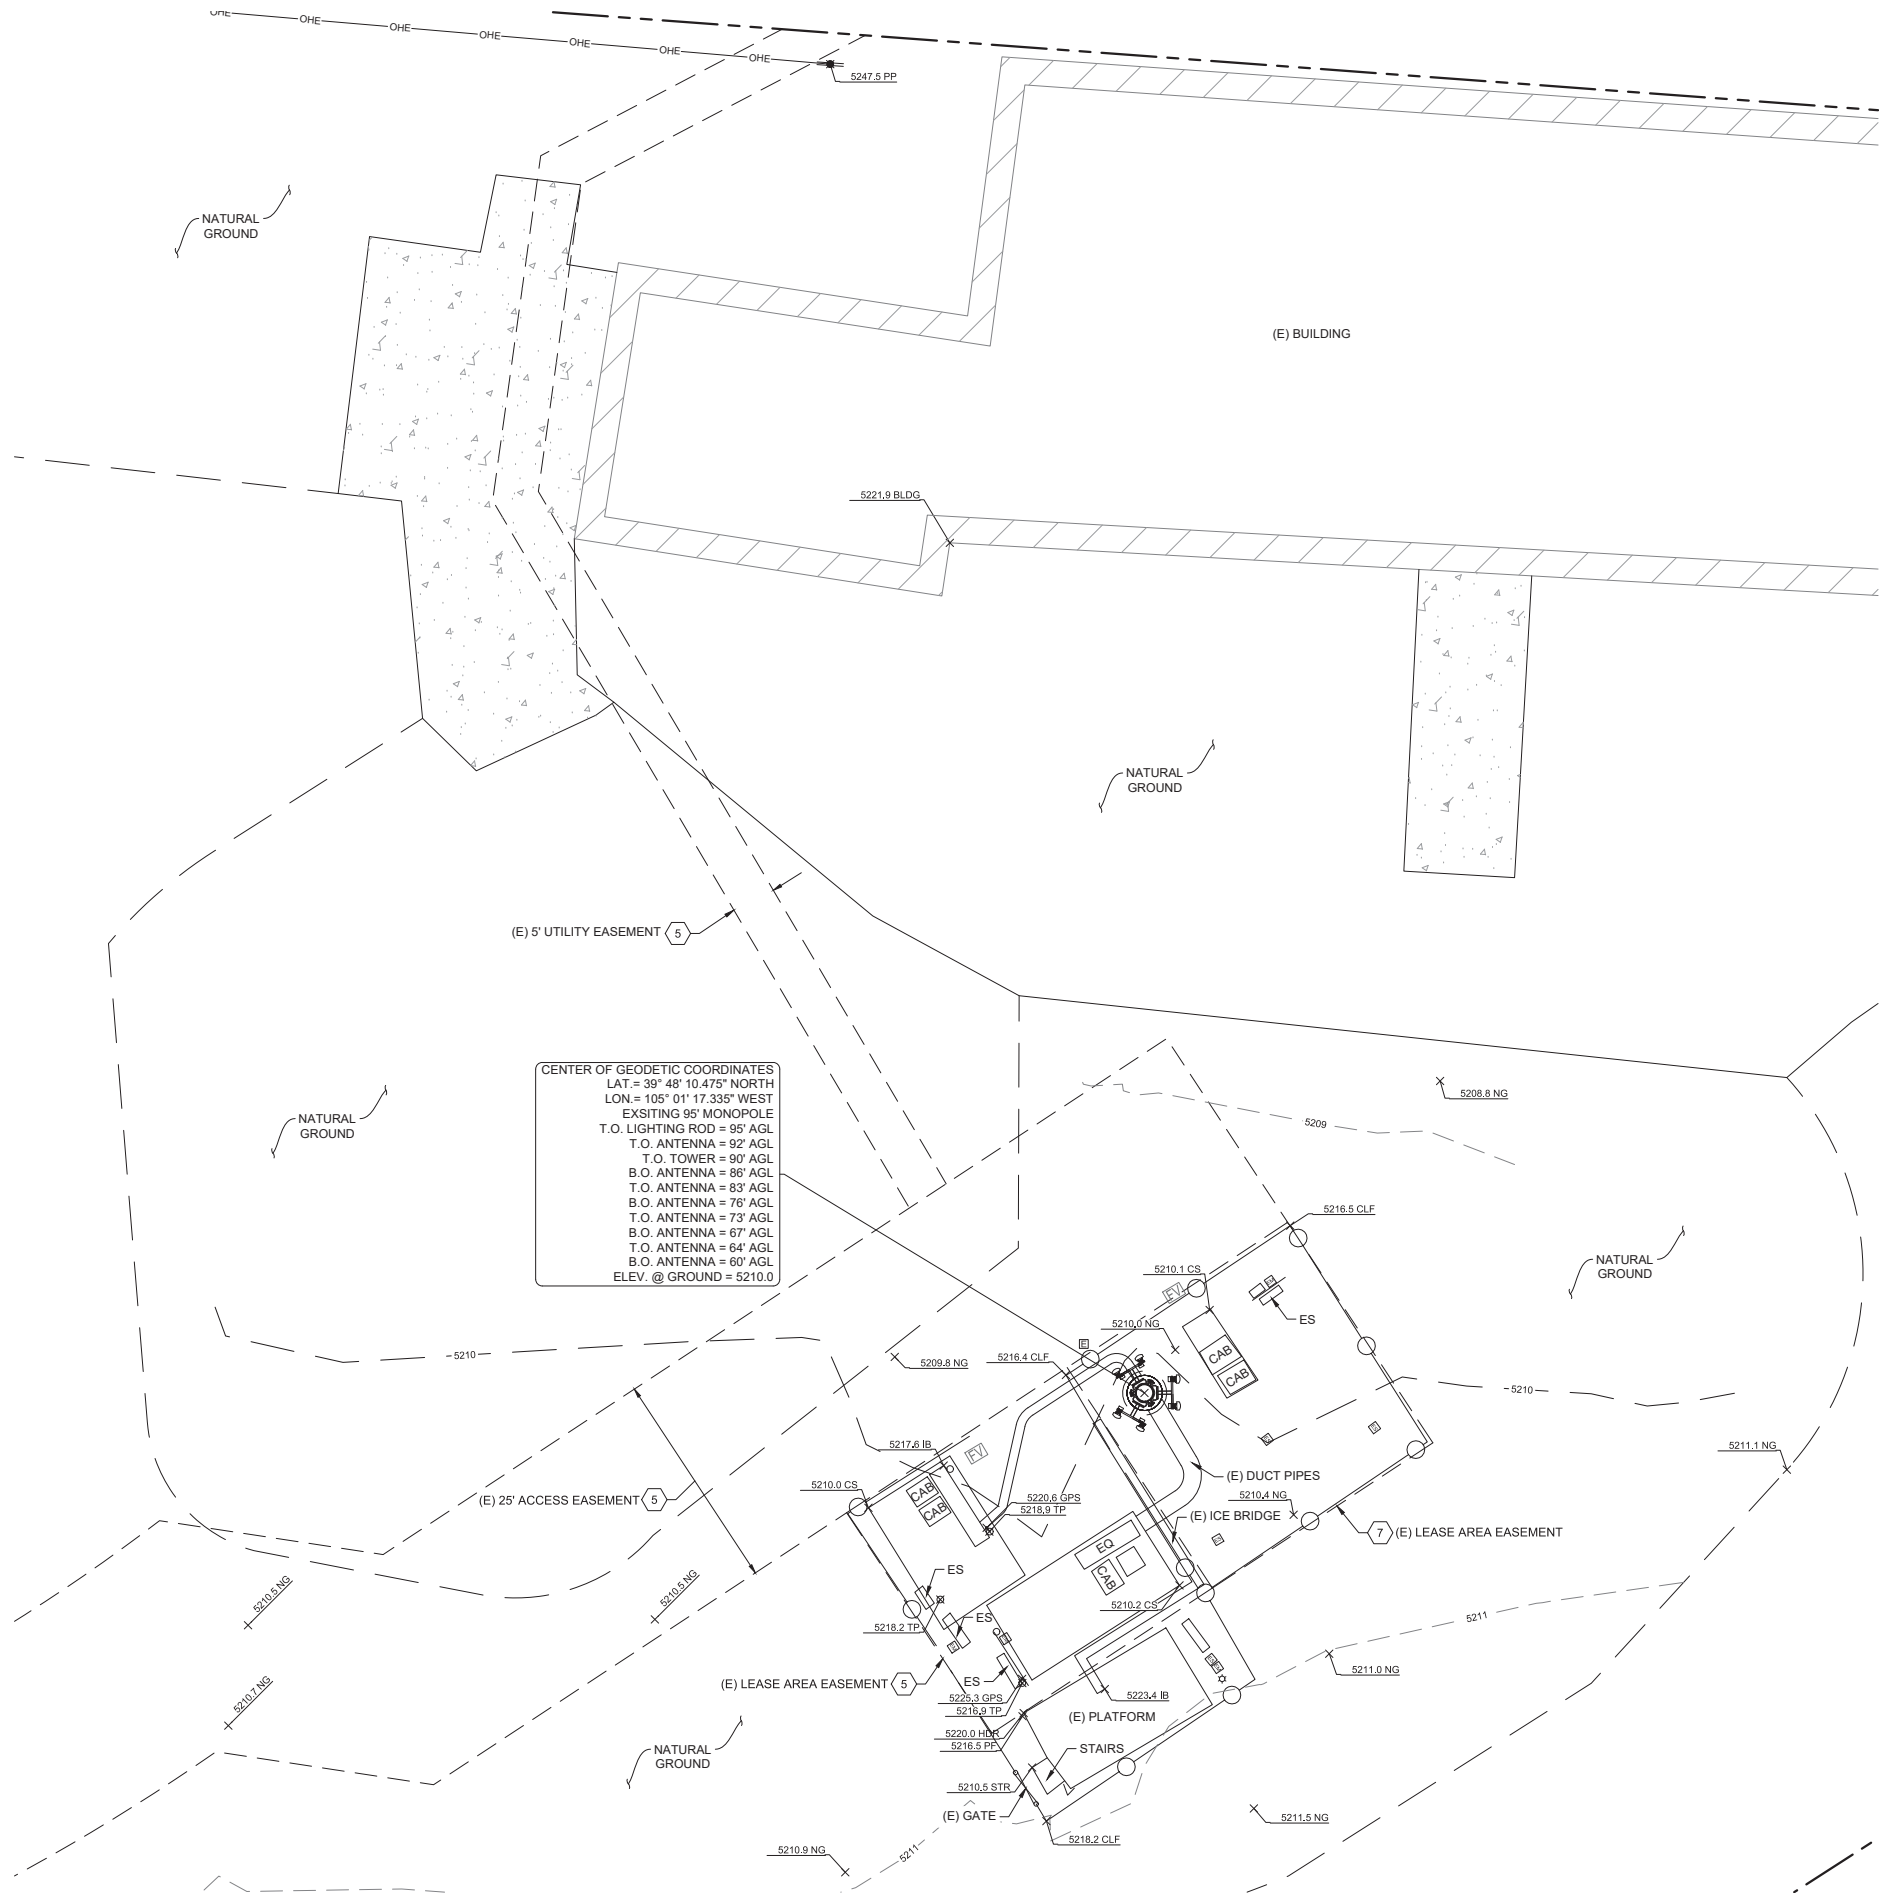 OHE
OHE
OHE
OHE
OHE
OHE
OHE
5247.5 PP
NATURAL
GROUND
(E) BUILDING
5221.9 BLDG
NATURAL
GROUND
(E) 5' UTILITY EASEMENT 5
CENTER OF GEODETIC COORDINATES
LAT.= 39° 48' 10.475" NORTH
LON.= 105° 01' 17.335" WEST
EXSITING 95' MONOPOLE
T.O. LIGHTING ROD = 95' AGL
T.O. ANTENNA = 92' AGL
T.O. TOWER = 90' AGL
B.O. ANTENNA = 86' AGL
T.O. ANTENNA = 83' AGL
B.O. ANTENNA = 76' AGL
T.O. ANTENNA = 73' AGL
B.O. ANTENNA = 67' AGL
T.O. ANTENNA = 64' AGL
B.O. ANTENNA = 60' AGL
ELEV. @ GROUND = 5210.0
NATURAL
GROUND
5208.8 NG
5209
5216.5 CLF
NATURAL
GROUND
5210.1 CS
FV
ES
5210.0 NG
E
CAB
CAB
5210
5209.8 NG
5216.4 CLF
5210
5217.6 IB
FV
5211.1 NG
(E) DUCT PIPES
5210.0 CS
CAB
CAB
(E) 25' ACCESS EASEMENT 5
5220.6 GPS
5218.9 TP
5210.4 NG
(E) ICE BRIDGE
7 (E) LEASE AREA EASEMENT
EQ
CAB
ES
5210.5 NG
5210.5 NG
5210.2 CS
ES
5218.2 TP
5211
(E) LEASE AREA EASEMENT 5
ES
5211.0 NG
5210.7 NG
5225.3 GPS
5216.9 TP
5223.4 IB
(E) PLATFORM
5220.0 HDR
5216.5 PF
NATURAL
GROUND
STAIRS
5210.5 STR
(E) GATE
5211.5 NG
5218.2 CLF
5210.9 NG
5211